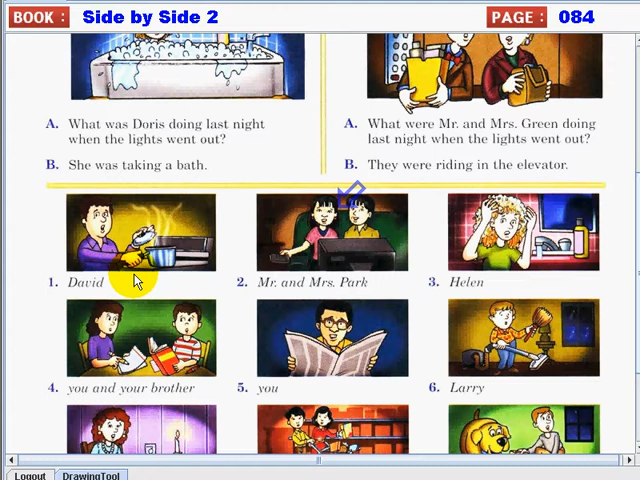 BOOK : Side by Side 2 PAGE : 084
A. What was Doris doing last night
when the lights went out?
B. She was taking a bath.
A. What were Mr. and Mrs. Green doing
last night when the lights went out?
B. They were riding in the elevator.
1. David
2. Mr. and Mrs. Park
3. Helen
4. you and your brother
5. you
6. Larry
Logout DrawingTool